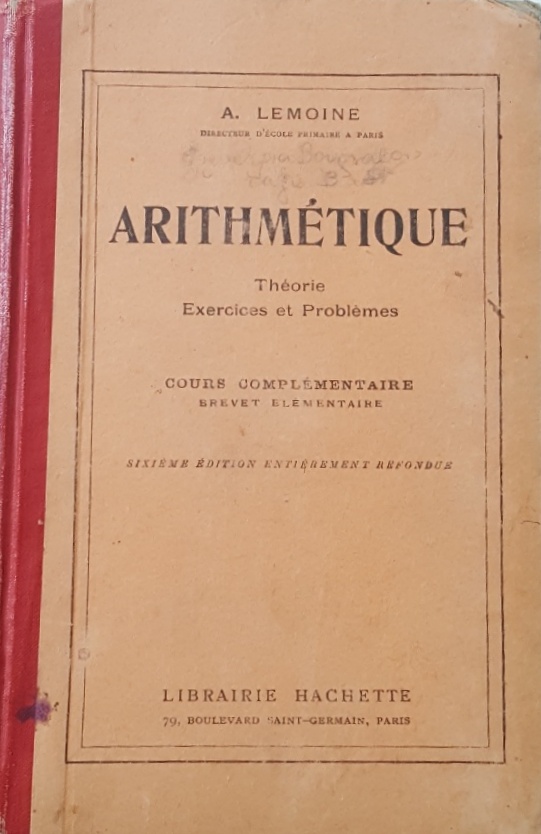 A. LEMOINE
DIRECTEUR D'ÉCOLE PRIMAIRE A PARIS
ARITHMÉTIQUE
Théorie
Exercices et Problèmes
COURS COMPLÉMENTAIRE
BREVET ELÉMENTAIRE
SIXIÈME ÉDITION ENTIÈREMENT REFONDUE
LIBRAIRIE HACHETTE
79, BOULEVARD SAINT-GERMAIN, PARIS